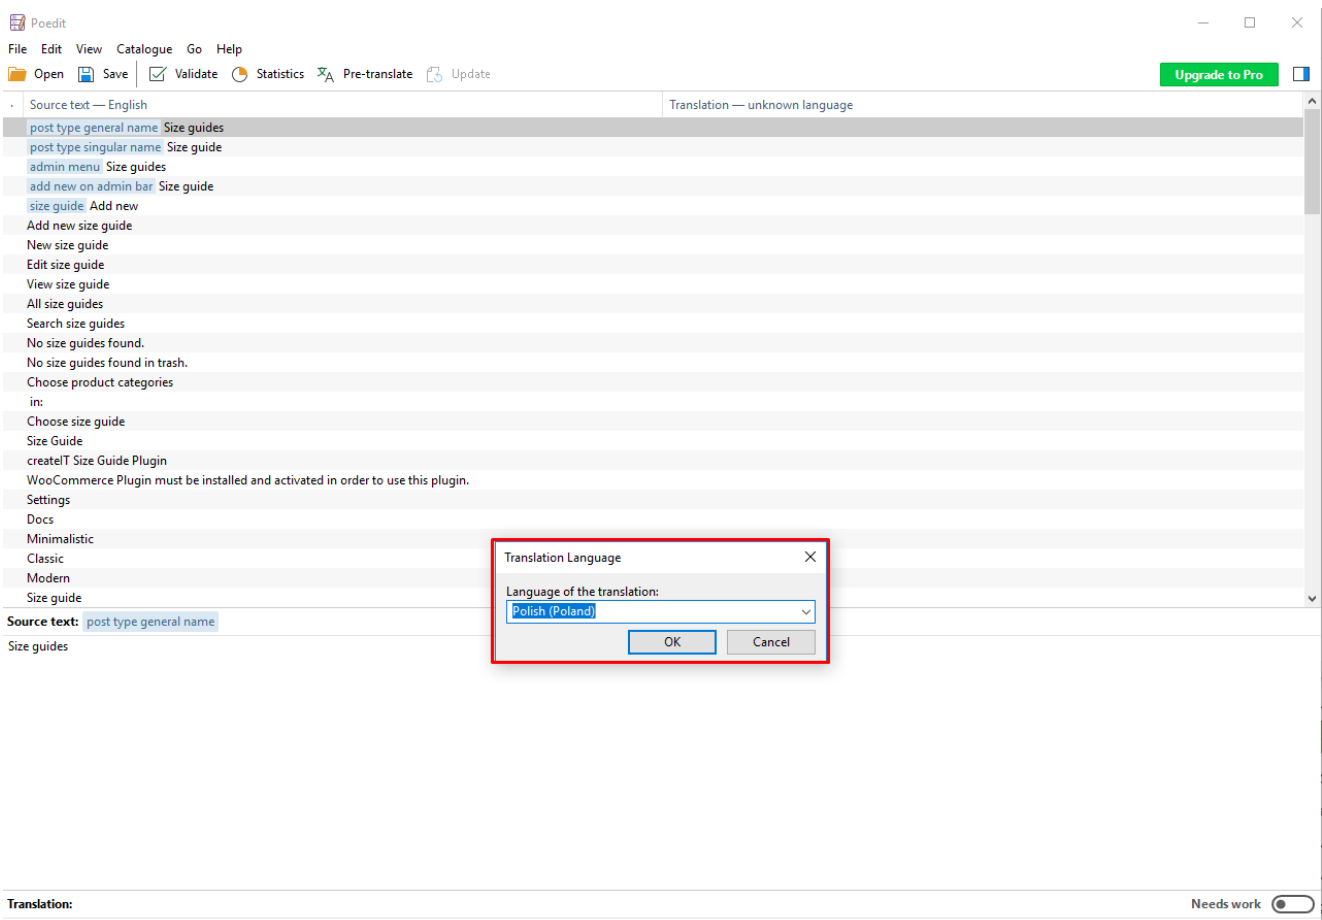 Poedit
File Edit View Catalogue Go Help
Open Save Validate Statistics Pre-translate Update Upgrade to Pro
Source text — English Translation — unknown language
post type general name Size guides
post type singular name Size guide
admin menu Size guides
add new on admin bar Size guide
size guide Add new
Add new size guide
New size guide
Edit size guide
View size guide
All size guides
Search size guides
No size guides found.
No size guides found in trash.
Choose product categories
in:
Choose size guide
Size Guide
createIT Size Guide Plugin
WooCommerce Plugin must be installed and activated in order to use this plugin.
Settings
Docs
Minimalistic
Classic
Modern
Size guide
Translation Language
Language of the translation:
Polish (Poland)
OK Cancel
Source text: post type general name
Size guides
Translation: Needs work